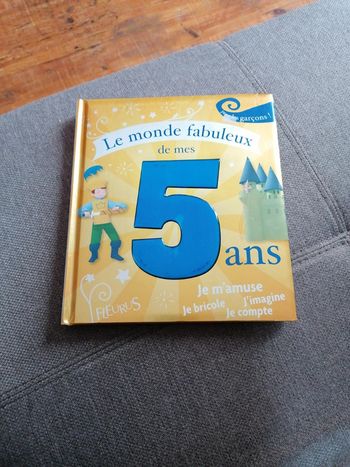 garçons !
Le monde fabuleux
de mes
5
ans
Je m'amuse
Je bricole
J'imagine
Je compte
FLEURUS